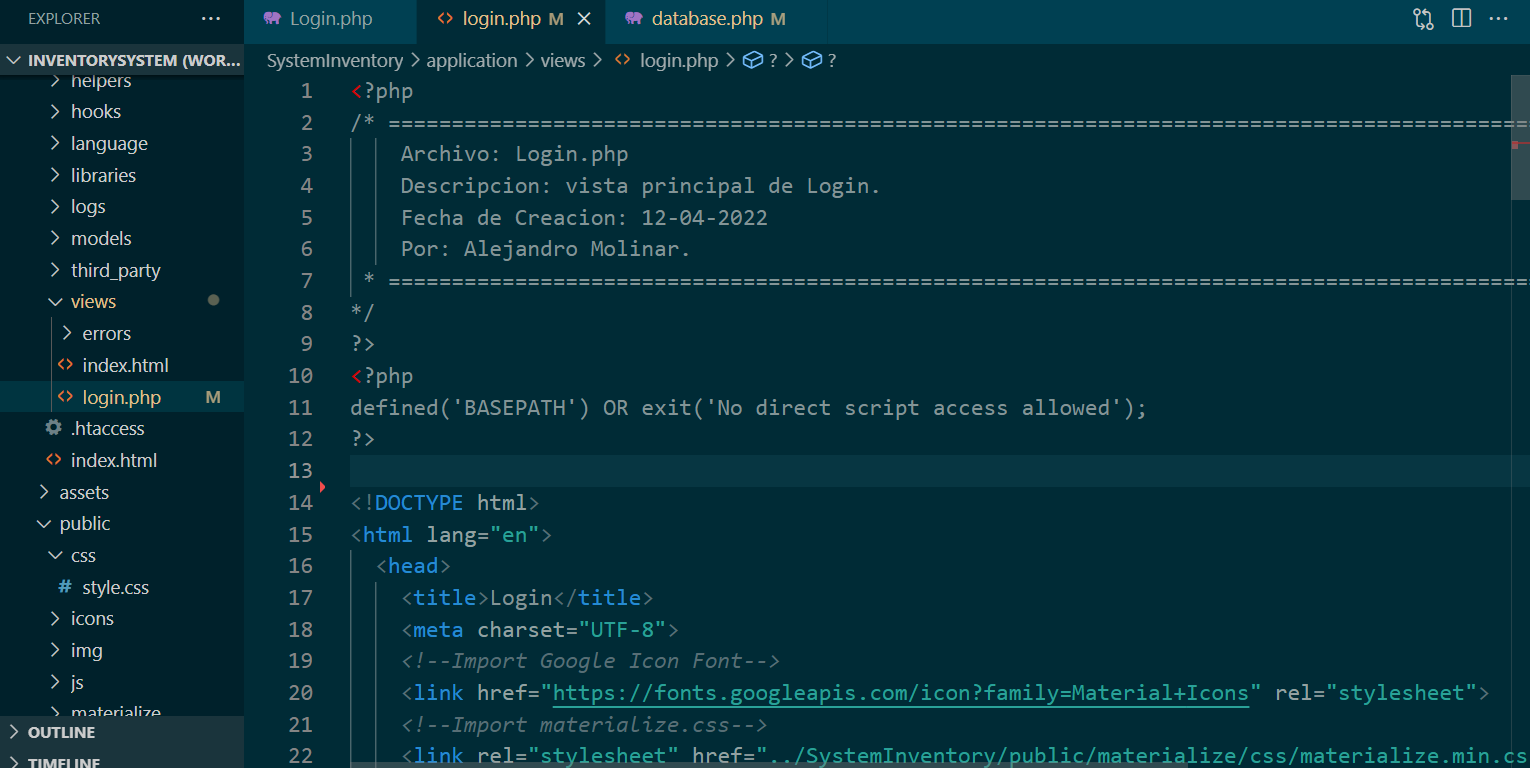 EXPLORER ...
Login.php login.php M database.php M ...
INVENTORYSYSTEM (WOR...
SystemInventory > application > views > login.php > ? > ?
helpers
hooks
language
libraries
logs
models
third_party
views
errors
index.html
login.php M
.htaccess
index.html
assets
public
css
# style.css
icons
img
js
materialize
OUTLINE
TIMELINE
1 <?php
2 /* =========================================================================================
3 Archivo: Login.php
4 Descripcion: vista principal de Login.
5 Fecha de Creacion: 12-04-2022
6 Por: Alejandro Molinar.
7 * =========================================================================================
8 */
9 ?>
10 <?php
11 defined('BASEPATH') OR exit('No direct script access allowed');
12 ?>
13
14 <!DOCTYPE html>
15 <html lang="en">
16 <head>
17 <title>Login</title>
18 <meta charset="UTF-8">
19 <!--Import Google Icon Font-->
20 <link href="https://fonts.googleapis.com/icon?family=Material+Icons" rel="stylesheet">
21 <!--Import materialize.css-->
22 <link rel="stylesheet" href="../SystemInventory/public/materialize/css/materialize.min.cs